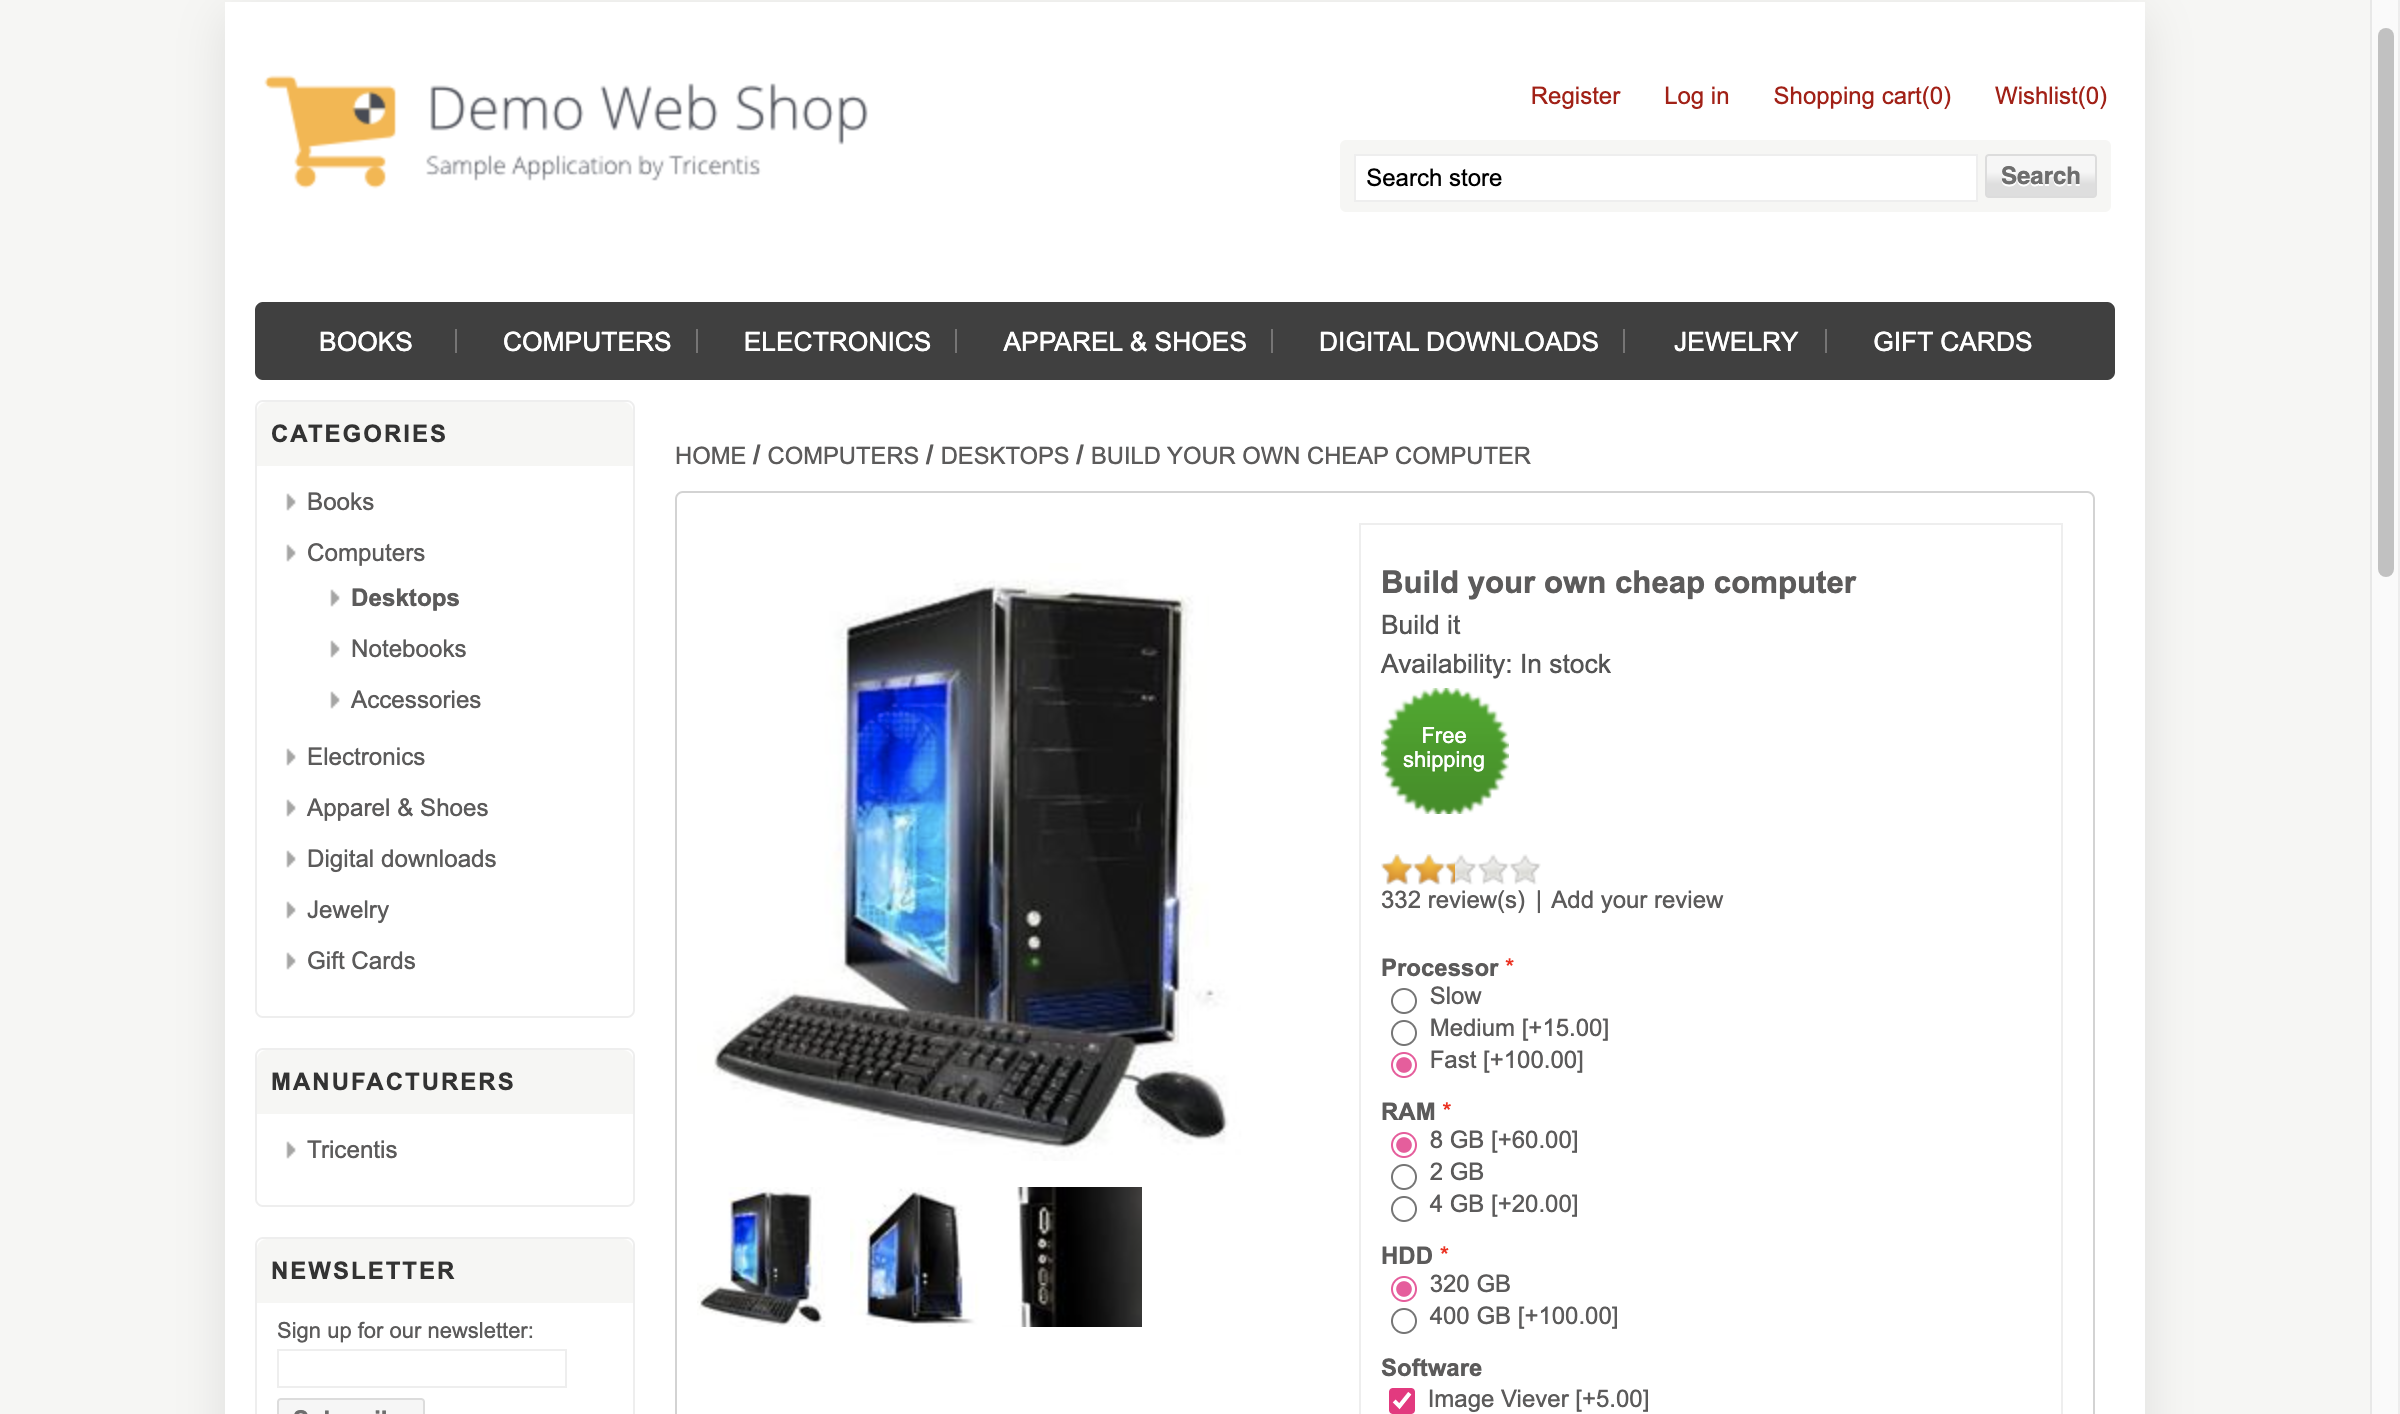 Demo Web Shop
Sample Application by Tricentis
Register Log in Shopping cart(0) Wishlist(0)
Search store Search
BOOKS COMPUTERS ELECTRONICS APPAREL & SHOES DIGITAL DOWNLOADS JEWELRY GIFT CARDS
CATEGORIES
Books
Computers
Desktops
Notebooks
Accessories
Electronics
Apparel & Shoes
Digital downloads
Jewelry
Gift Cards
MANUFACTURERS
Tricentis
NEWSLETTER
Sign up for our newsletter:
HOME / COMPUTERS / DESKTOPS / BUILD YOUR OWN CHEAP COMPUTER
Build your own cheap computer
Build it
Availability: In stock
Free
shipping
332 review(s) | Add your review
Processor *
Slow
Medium [+15.00]
Fast [+100.00]
RAM *
8 GB [+60.00]
2 GB
4 GB [+20.00]
HDD *
320 GB
400 GB [+100.00]
Software
Image Viever [+5.00]